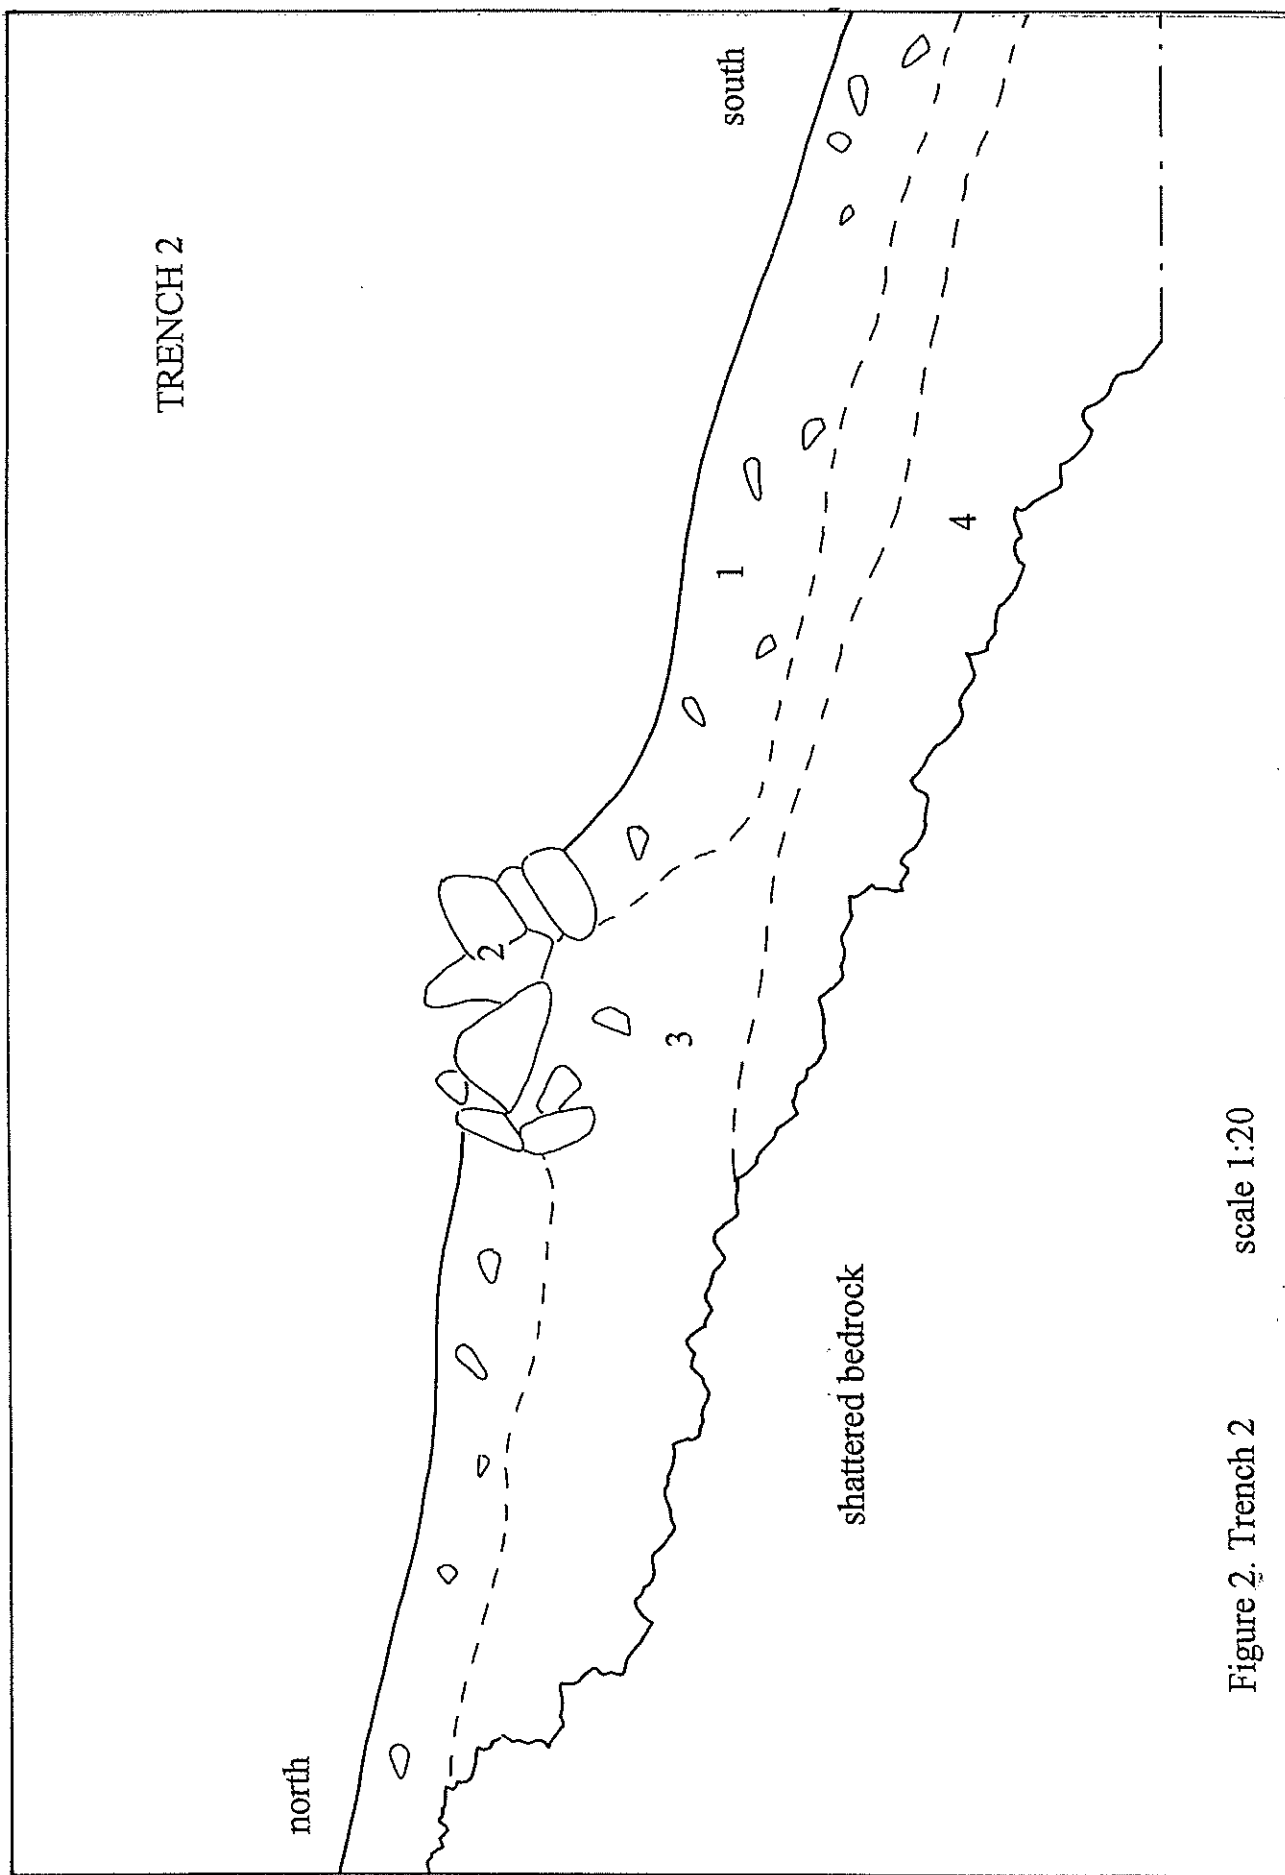 TRENCH 2
north
south
1
2
3
4
shattered bedrock
Figure 2. Trench 2
scale 1:20